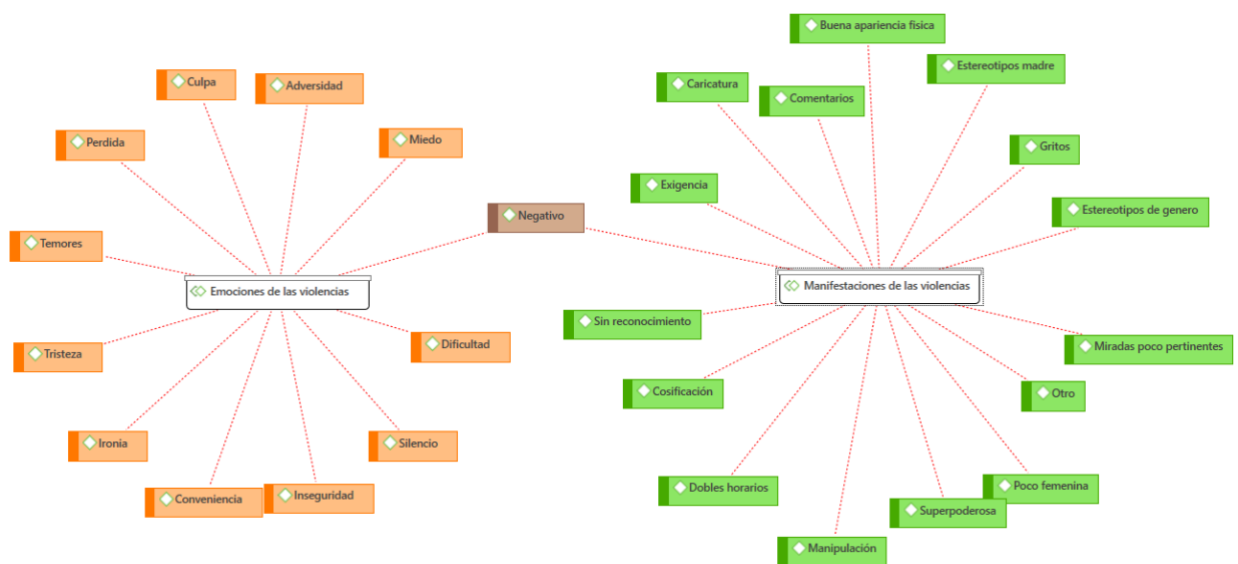 Buena apariencia fisica
Estereotipos madre
Culpa
Adversidad
Caricatura
Comentarios
Perdida
Miedo
Gritos
Exigencia
Negativo
Estereotipos de genero
Temores
Emociones de las violencias
Manifestaciones de las violencias
Sin reconocimiento
Tristeza
Dificultad
Miradas poco pertinentes
Cosificación
Otro
Ironia
Silencio
Dobles horarios
Poco femenina
Conveniencia
Inseguridad
Superpoderosa
Manipulación